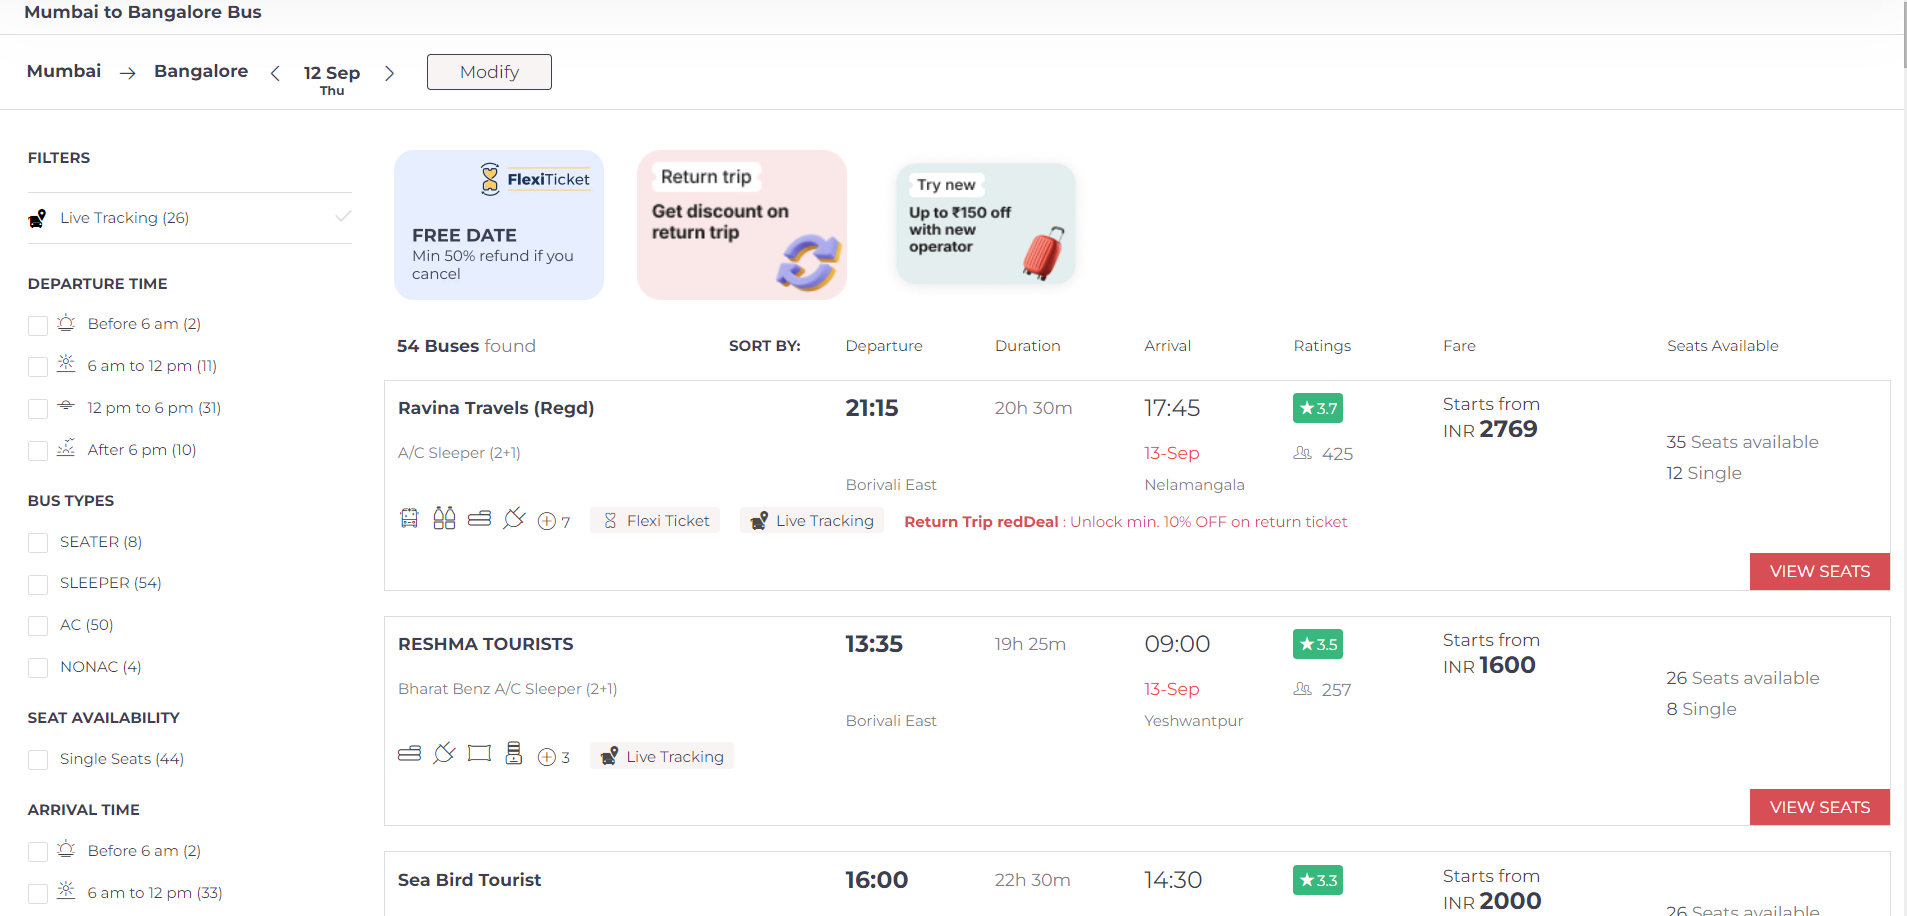 Mumbai to Bangalore Bus
Mumbai → Bangalore < 12 Sep > Modify
Thu
FILTERS
Live Tracking (26)
DEPARTURE TIME
Before 6 am (2)
6 am to 12 pm (11)
12 pm to 6 pm (31)
After 6 pm (10)
BUS TYPES
SEATER (8)
SLEEPER (54)
AC (50)
NONAC (4)
SEAT AVAILABILITY
Single Seats (44)
ARRIVAL TIME
Before 6 am (2)
6 am to 12 pm (33)
FlexiTicket
FREE DATE
Min 50% refund if you
cancel
Return trip
Get discount on
return trip
Try new
Up to ₹150 off
with new
operator
54 Buses found SORT BY: Departure Duration Arrival Ratings Fare Seats Available
Ravina Travels (Regd) 21:15 20h 30m 17:45 ★ 3.7 Starts from
INR 2769
35 Seats available
A/C Sleeper (2+1) 13-Sep 425
12 Single
Borivali East Nelamangala
7 Flexi Ticket Live Tracking Return Trip redDeal : Unlock min. 10% OFF on return ticket
VIEW SEATS
RESHMA TOURISTS 13:35 19h 25m 09:00 ★ 3.5 Starts from
INR 1600
26 Seats available
Bharat Benz A/C Sleeper (2+1) 13-Sep 257
8 Single
Borivali East Yeshwantpur
3 Live Tracking
VIEW SEATS
Sea Bird Tourist 16:00 22h 30m 14:30 ★ 3.3 Starts from
INR 2000
26 Seats available